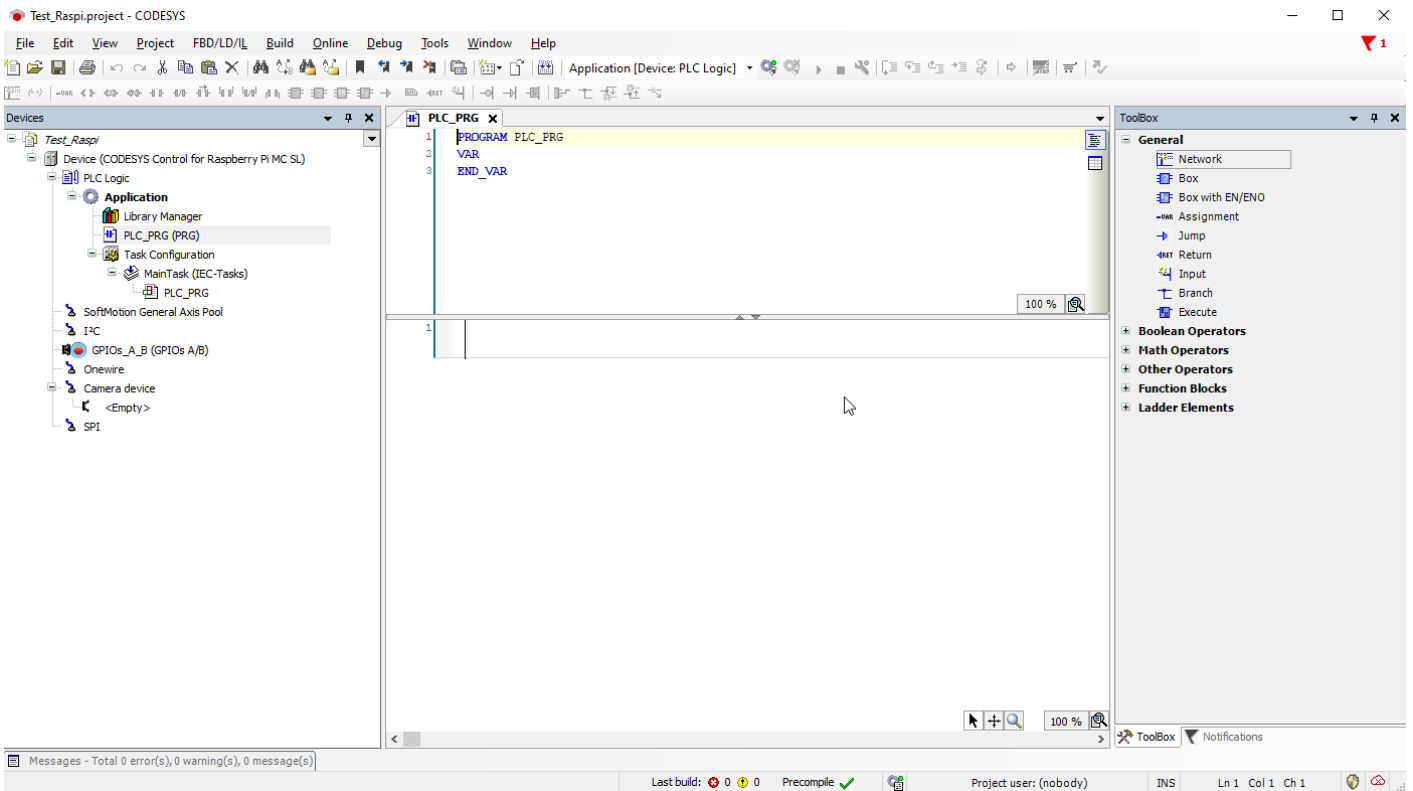 Test_Raspi.project - CODESYS
File Edit View Project FBD/LD/IL Build Online Debug Tools Window Help
1
Application [Device: PLC Logic]
Devices
Test_Raspi
Device (CODESYS Control for Raspberry Pi MC SL)
PLC Logic
Application
Library Manager
PLC_PRG (PRG)
Task Configuration
MainTask (IEC-Tasks)
PLC_PRG
SoftMotion General Axis Pool
I²C
GPIOs_A_B (GPIOs A/B)
Onewire
Camera device
<Empty>
SPI
PLC_PRG
1 PROGRAM PLC_PRG
2 VAR
3 END_VAR
100 %
1
100 %
ToolBox
General
Network
Box
Box with EN/ENO
Assignment
Jump
Return
Input
Branch
Execute
Boolean Operators
Math Operators
Other Operators
Function Blocks
Ladder Elements
ToolBox Notifications
Messages - Total 0 error(s), 0 warning(s), 0 message(s)
Last build: 0 0 Precompile Project user: (nobody) INS Ln 1 Col 1 Ch 1